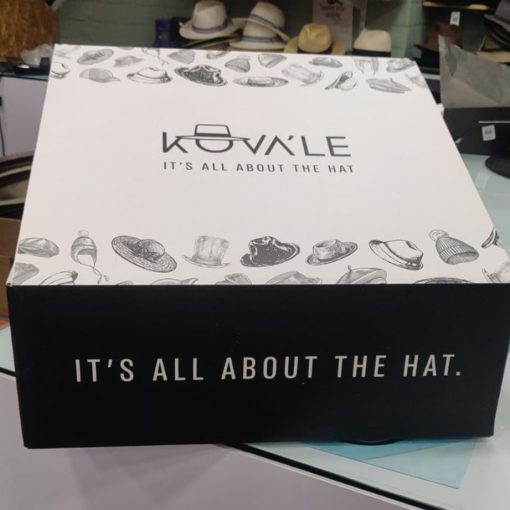 KOVA'LE
IT'S ALL ABOUT THE HAT
IT'S ALL ABOUT THE HAT.